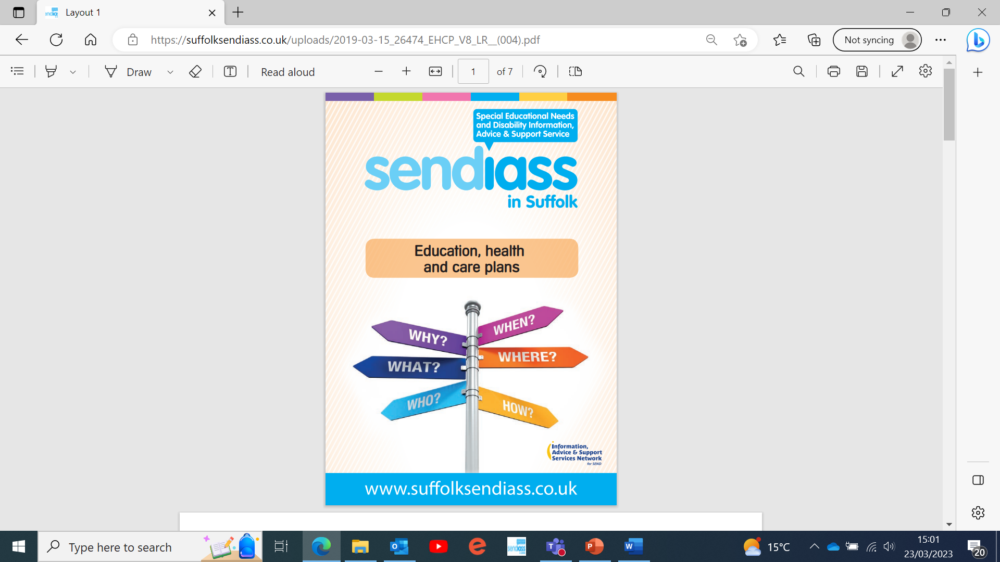 Layout 1
https://suffolksendiass.co.uk/uploads/2019-03-15_26474_EHCP_V8_LR__(004).pdf
Not syncing
Draw
Read aloud
1
of 7
Special Educational Needs
and Disability Information,
Advice & Support Service
sendiass
in Suffolk
Education, health
and care plans
WHEN?
WHY?
WHERE?
WHAT?
WHO?
HOW?
Information,
Advice & Support
Services Network
for SEND
www.suffolksendiass.co.uk
Type here to search
15°C
15:01
23/03/2023
20